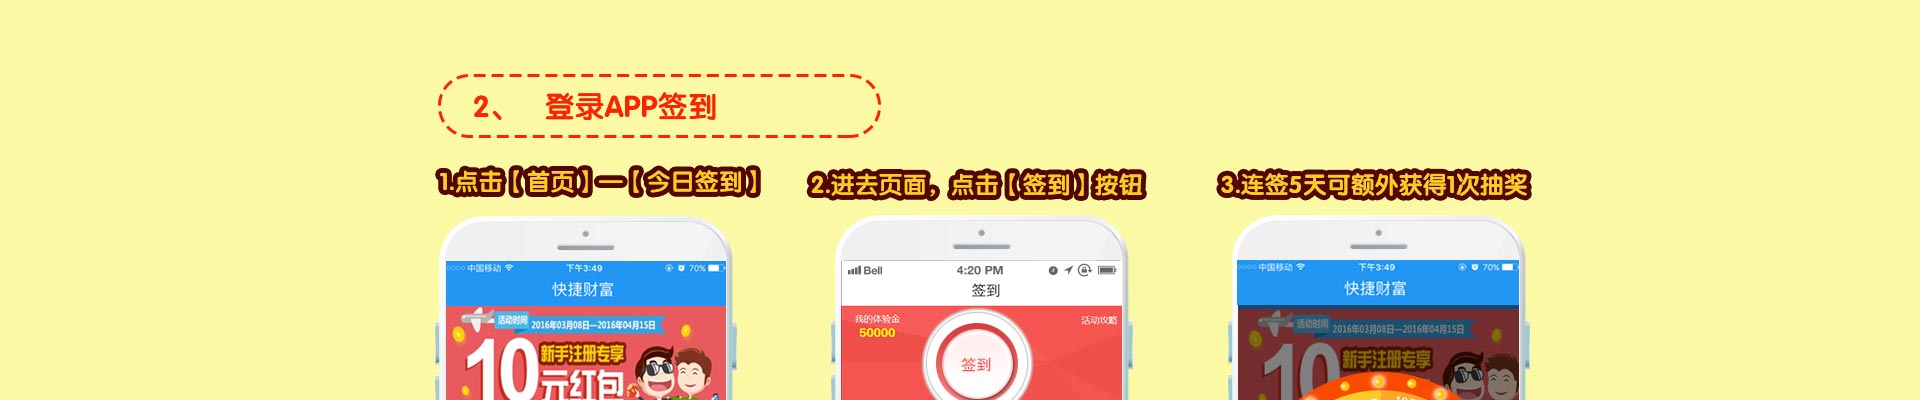 2、 登录APP签到
1.点击【首页】—【今日签到】
2.进去页面，点击【签到】按钮
3.连签5天可额外获得1次抽奖
中国移动 下午3:49 70%
快捷财富
活动时间 2016年03月08日—2016年04月15日
10 新手注册专享
元红包
Bell 4:20 PM
签到
我的体验金 活动攻略
50000
签到
中国移动 下午3:49 70%
快捷财富
活动时间 2016年03月08日—2016年04月15日
10 新手注册专享